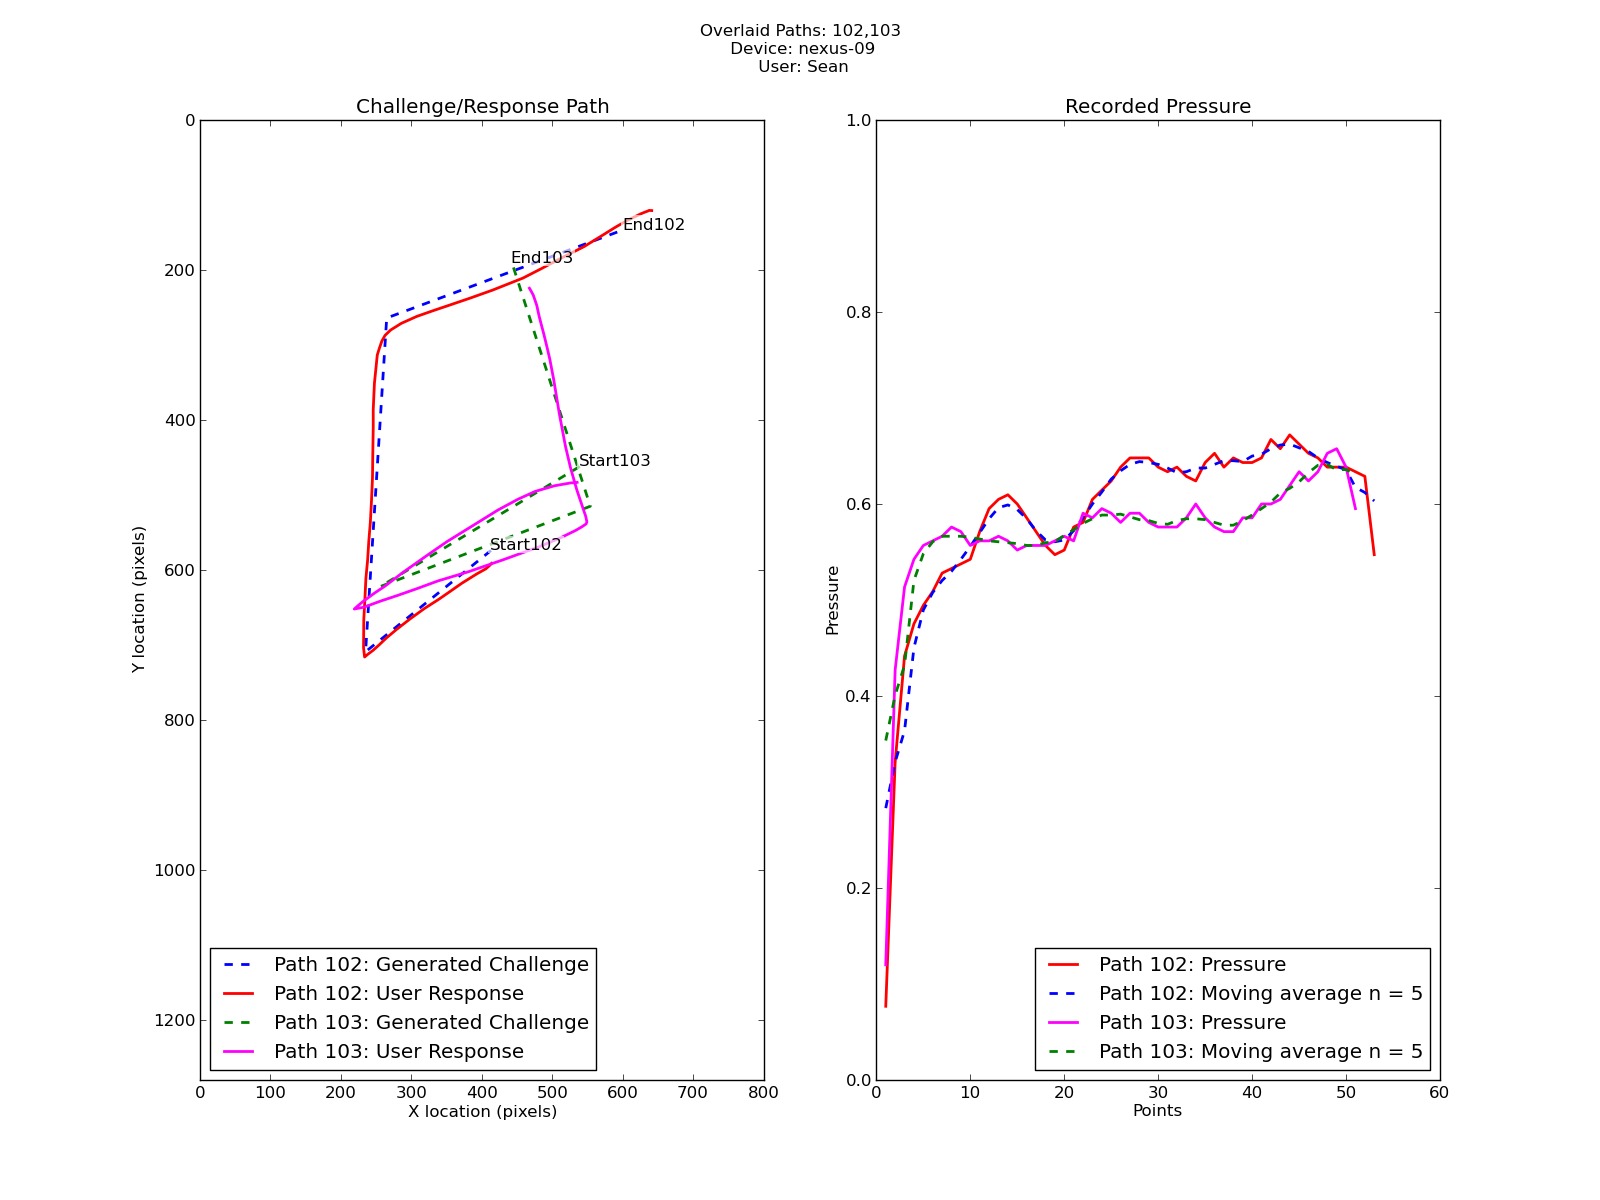 Overlaid Paths: 102,103
Device: nexus-09
User: Sean
Challenge/Response Path
0
200
400
600
800
1000
1200
Y location (pixels)
End102
End103
Start103
Start102
Path 102: Generated Challenge
Path 102: User Response
Path 103: Generated Challenge
Path 103: User Response
0 100 200 300 400 500 600 700 800
X location (pixels)
Recorded Pressure
1.0
0.8
0.6
0.4
0.2
0.0
Pressure
Path 102: Pressure
Path 102: Moving average n = 5
Path 103: Pressure
Path 103: Moving average n = 5
0 10 20 30 40 50 60
Points